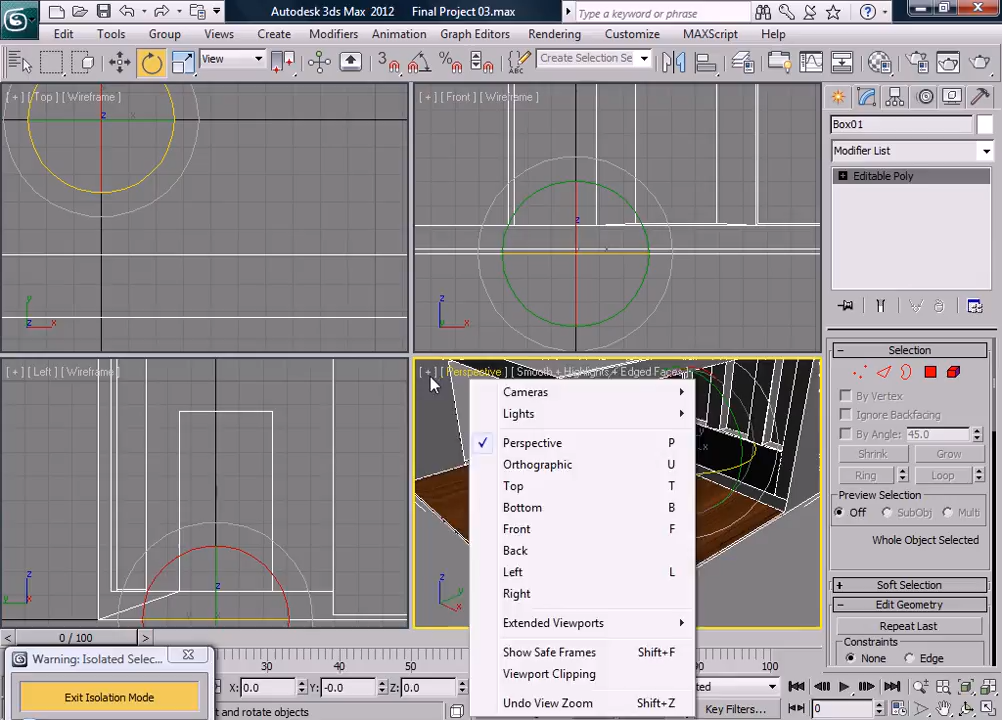 Autodesk 3ds Max 2012 Final Project 03.max Type a keyword or phrase
Edit Tools Group Views Create Modifiers Animation Graph Editors Rendering Customize MAXScript Help
View Create Selection Se
[ + ] [ Top ] [ Wireframe ]
[ + ] [ Front ] [ Wireframe ]
Box01
Modifier List
Editable Poly
[ + ] [ Left ] [ Wireframe ]
[ + ] [ Perspective ] [ Smooth + Highlights + Edged Faces ]
Cameras
Lights
Perspective P
Orthographic U
Top T
Bottom B
Front F
Back
Left L
Right
Extended Viewports
Show Safe Frames Shift+F
Viewport Clipping
Undo View Zoom Shift+Z
Selection
By Vertex
Ignore Backfacing
By Angle: 45.0
Shrink Grow
Ring Loop
Preview Selection
Off SubObj Multi
Whole Object Selected
Soft Selection
Edit Geometry
Repeat Last
Constraints
None Edge
0 / 100
30 40 50 100
Warning: Isolated Selec...
Exit Isolation Mode
X: 0.0 Y: -0.0 Z: 0.0
and rotate objects
Key Filters...
0